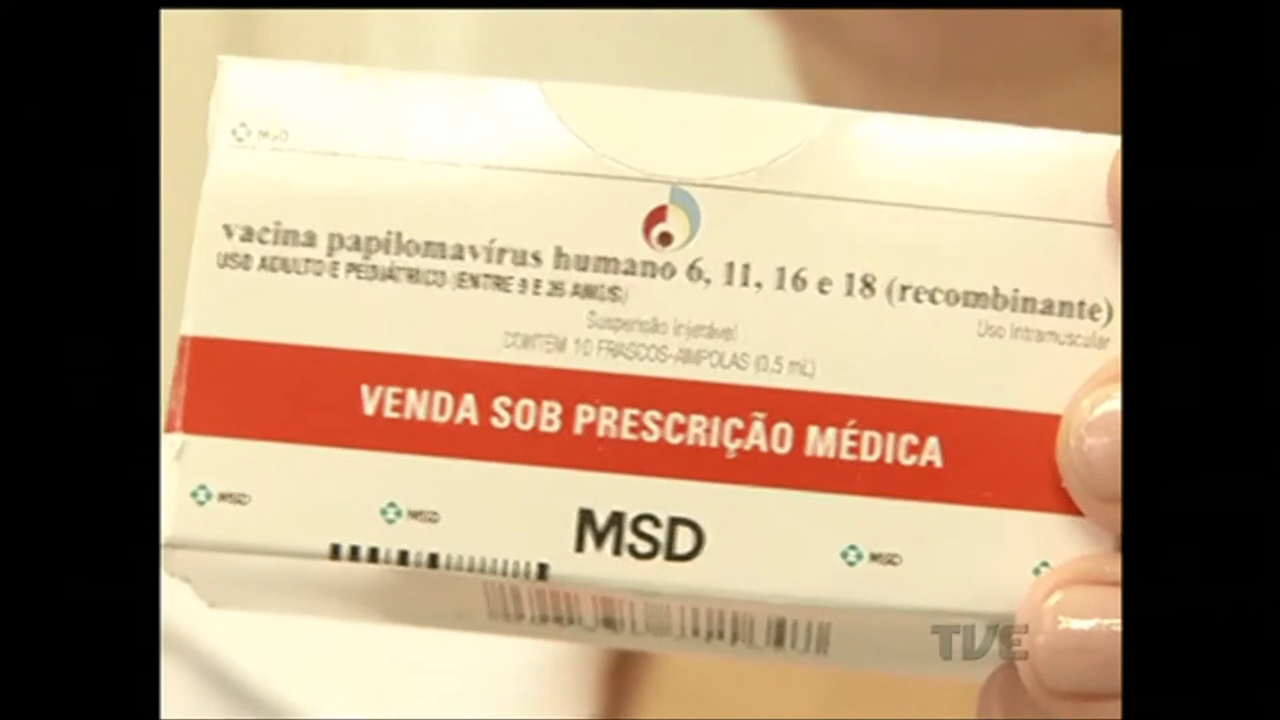 MSD
vacina papilomavírus humano 6, 11, 16 e 18 (recombinante)
USO ADULTO E PEDIÁTRICO (ENTRE 9 E 26 ANOS)
Suspensão injetável
Uso Intramuscular
CONTÉM 10 FRASCOS-AMPOLAS (0,5 mL)
VENDA SOB PRESCRIÇÃO MÉDICA
MSD
MSD
MSD
MSD
TVE